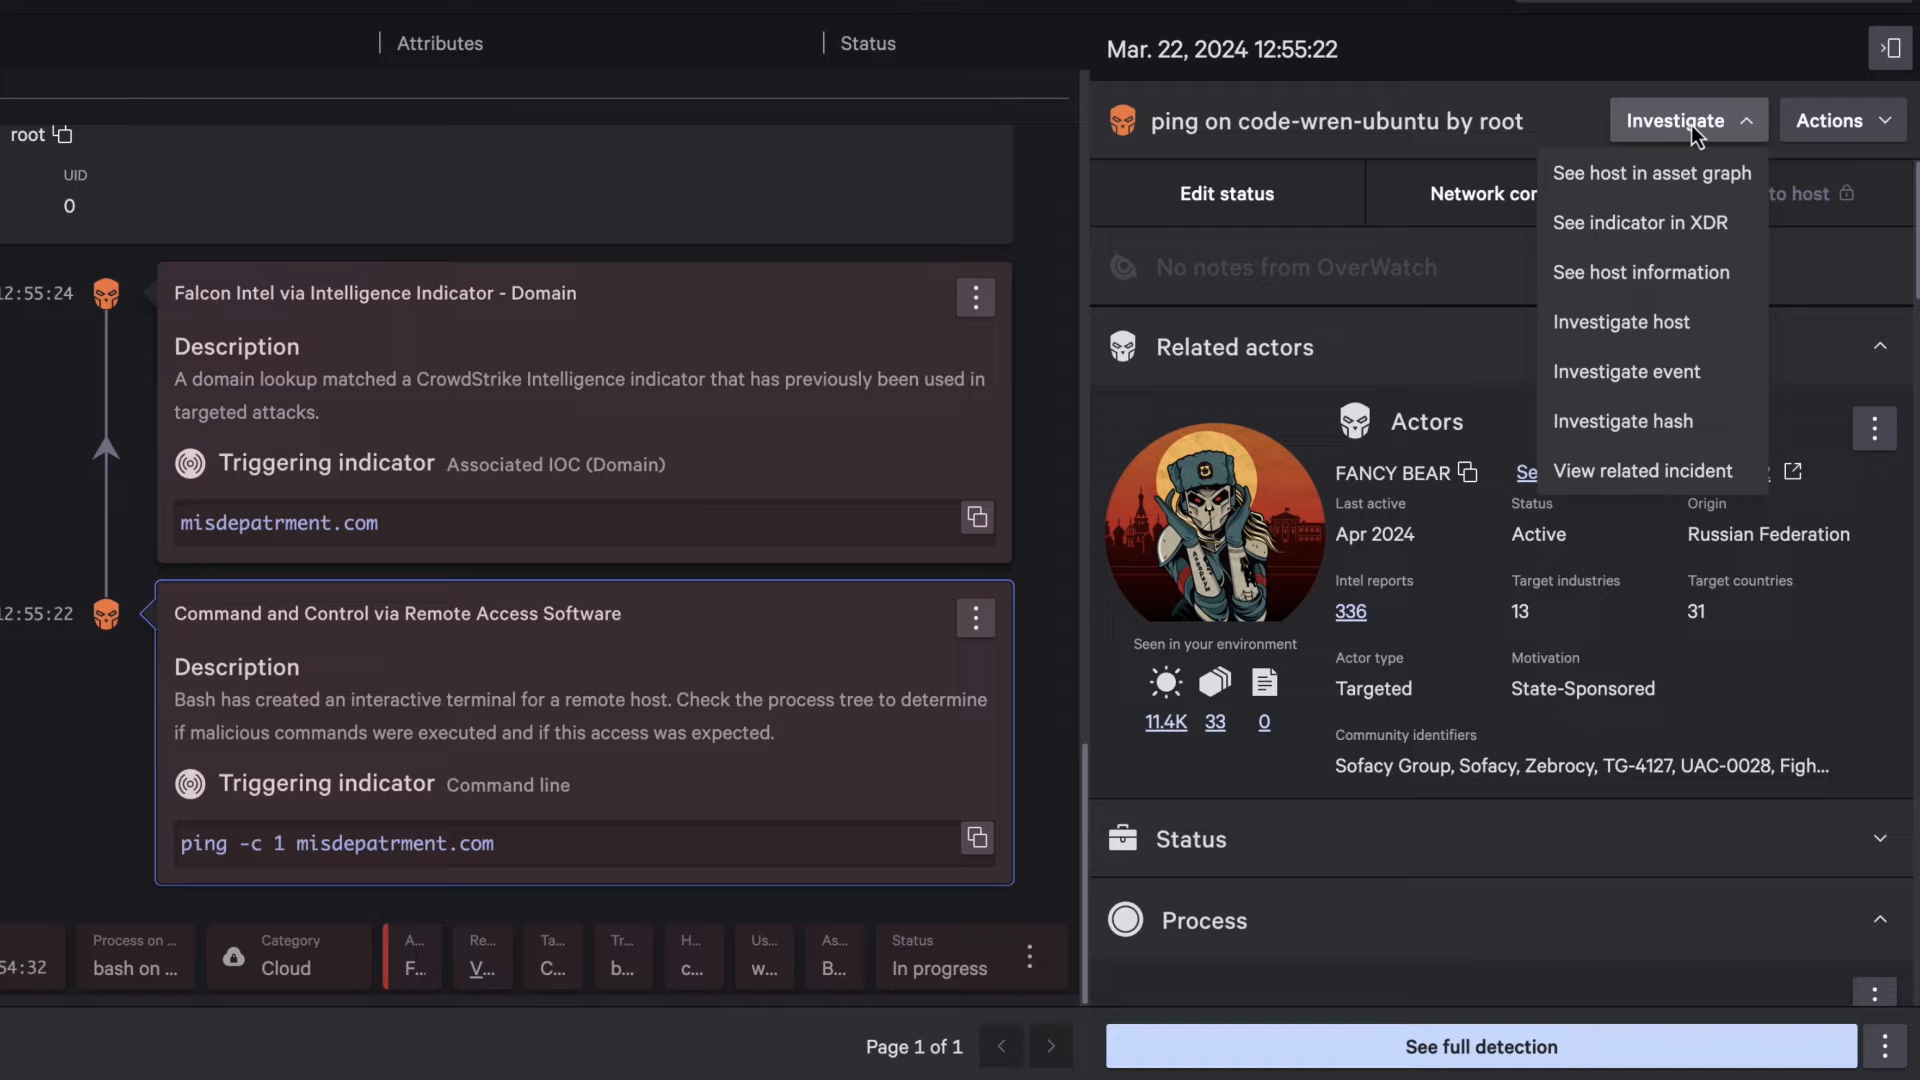 Attributes
Status
root
UID
0
12:55:24
Falcon Intel via Intelligence Indicator - Domain
Description
A domain lookup matched a CrowdStrike Intelligence indicator that has previously been used in
targeted attacks.
Triggering indicator Associated IOC (Domain)
misdepatrment.com
12:55:22
Command and Control via Remote Access Software
Description
Bash has created an interactive terminal for a remote host. Check the process tree to determine
if malicious commands were executed and if this access was expected.
Triggering indicator Command line
ping -c 1 misdepatrment.com
54:32
Process on ...
bash on ...
Category
Cloud
A...
F...
Re...
V...
Ta...
C...
Tr...
b...
H...
c...
Us...
w...
As...
B...
Status
In progress
Page 1 of 1
Mar. 22, 2024 12:55:22
ping on code-wren-ubuntu by root
Investigate
Actions
See host in asset graph
See indicator in XDR
See host information
Investigate host
Investigate event
Investigate hash
View related incident
Edit status
Network con
to host
No notes from OverWatch
Related actors
Actors
FANCY BEAR
Se
Last active
Apr 2024
Status
Active
Origin
Russian Federation
Intel reports
336
Target industries
13
Target countries
31
Seen in your environment
11.4K
33
0
Actor type
Targeted
Motivation
State-Sponsored
Community identifiers
Sofacy Group, Sofacy, Zebrocy, TG-4127, UAC-0028, Figh...
Status
Process
See full detection